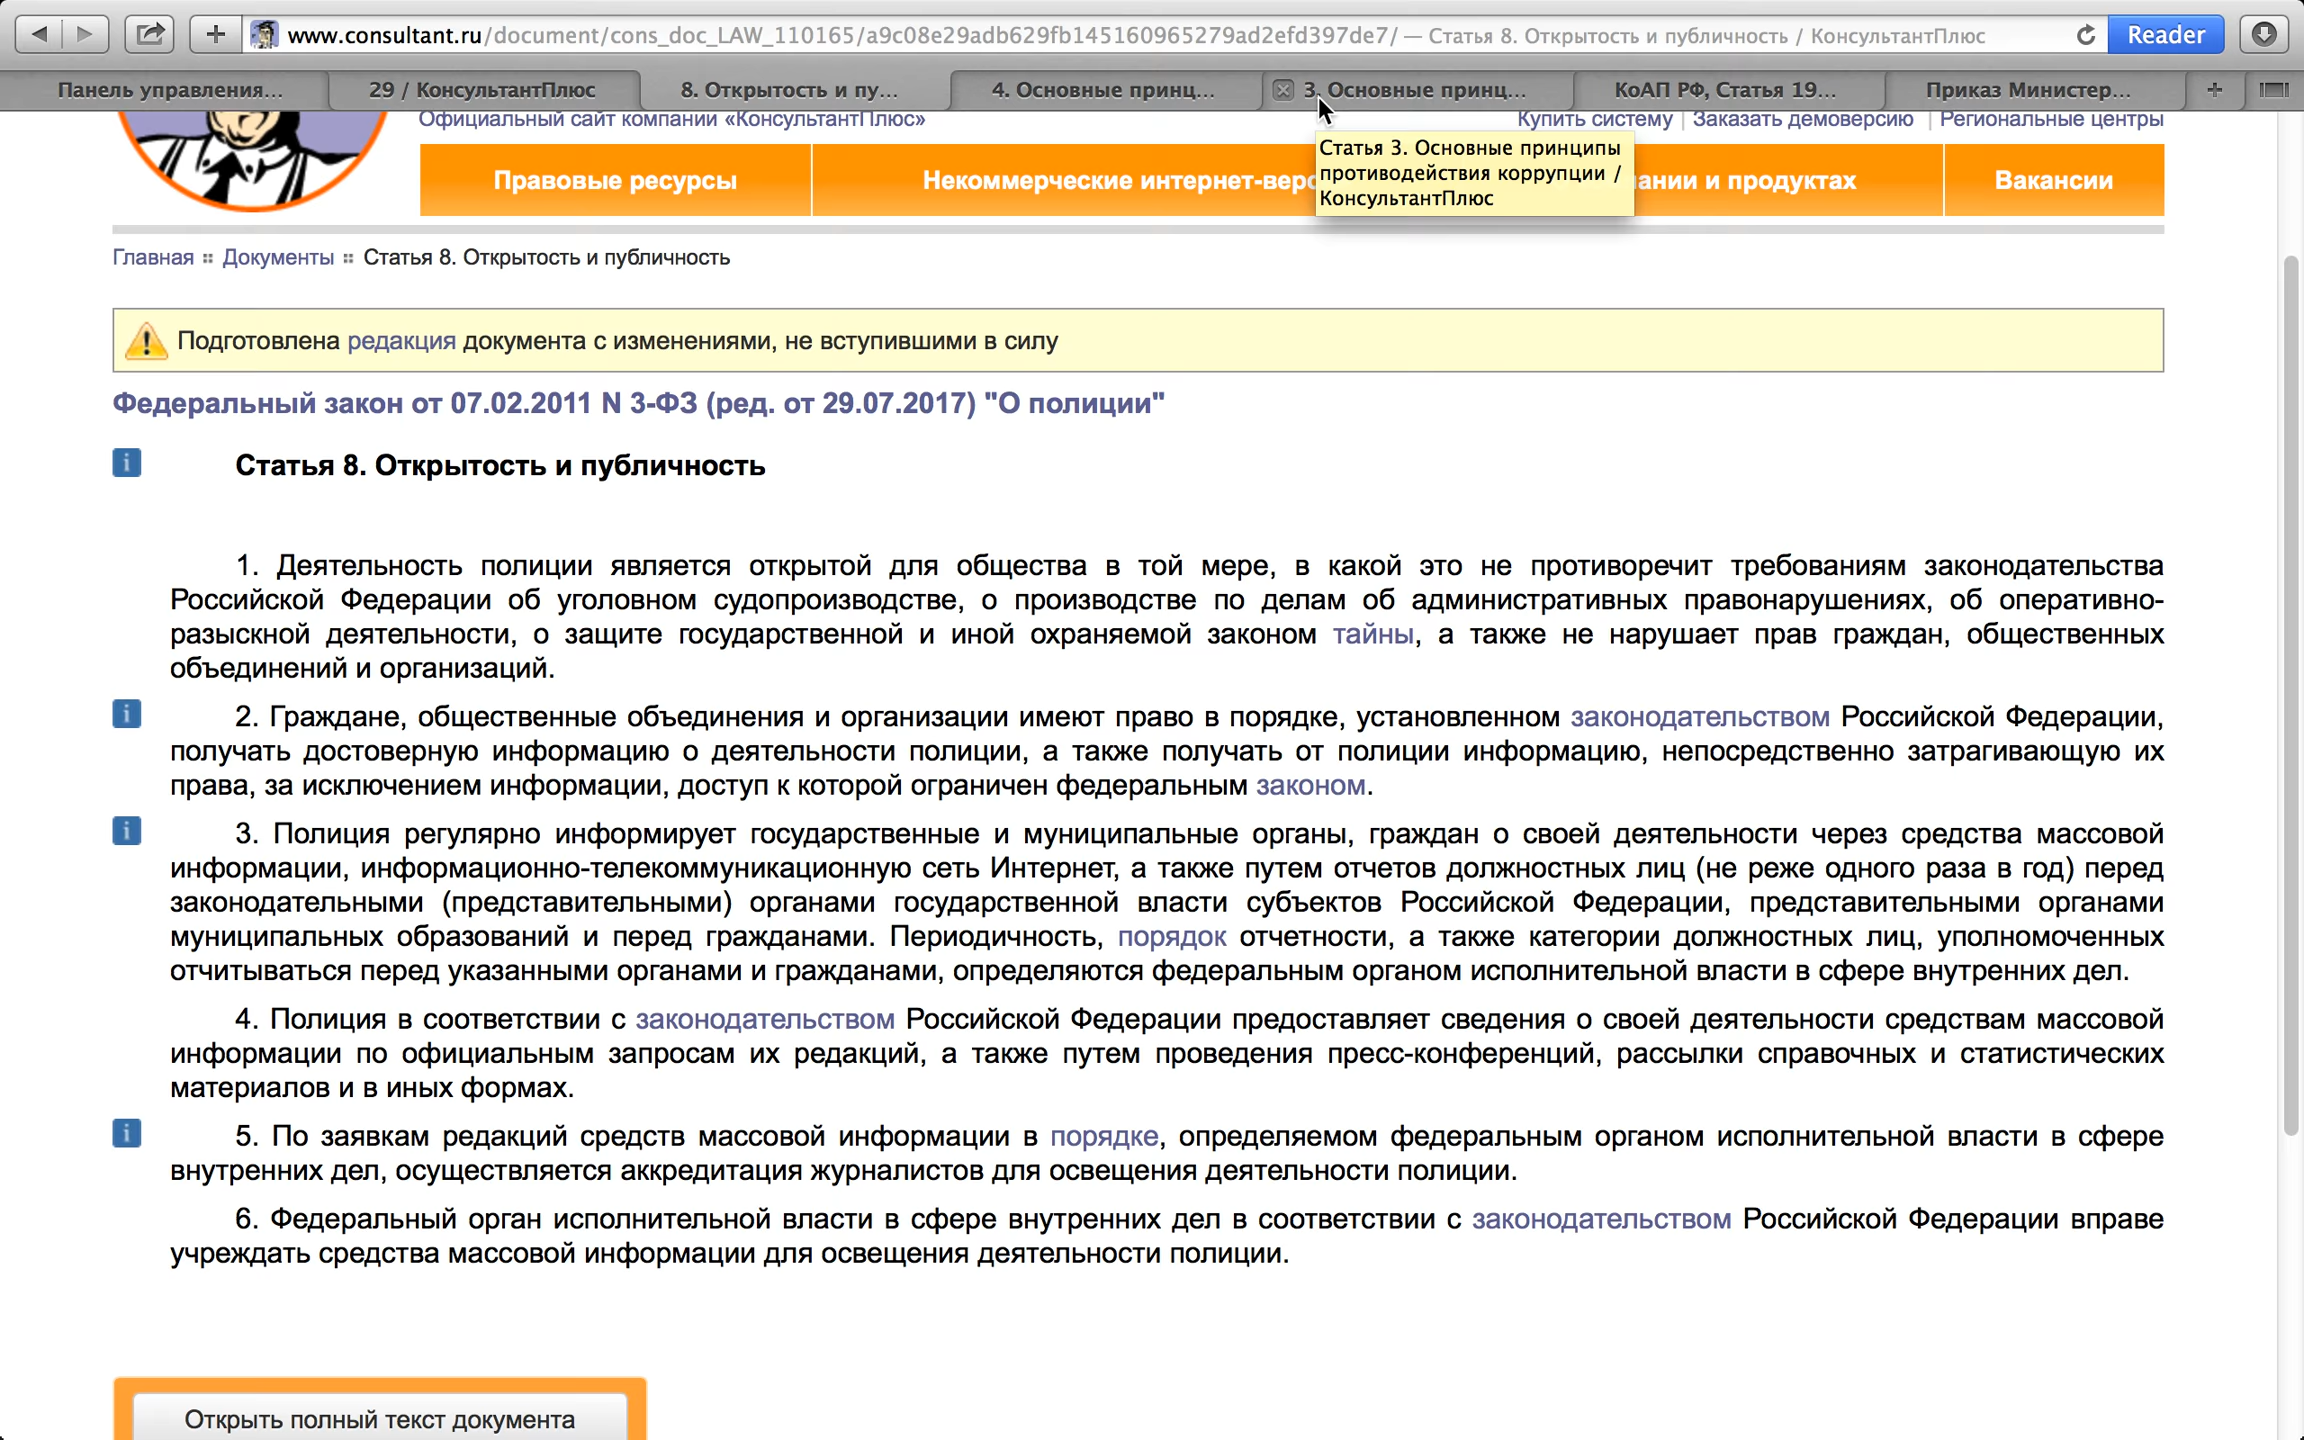 www.consultant.ru/document/cons_doc_LAW_110165/a9c08e29adb629fb145160965279ad2efd397de7/ — Статья 8. Открытость и публичность / КонсультантПлюс
Reader
Панель управления...
29 / КонсультантПлюс
8. Открытость и пу...
4. Основные принц...
3. Основные принц...
КоАП РФ, Статья 19...
Приказ Министер...
Официальный сайт компании «КонсультантПлюс»
Купить систему
Заказать демоверсию
Региональные центры
Статья 3. Основные принципы
противодействия коррупции /
КонсультантПлюс
Правовые ресурсы
Некоммерческие интернет-верс
ании и продуктах
Вакансии
Главная
Документы
Статья 8. Открытость и публичность
Подготовлена редакция документа с изменениями, не вступившими в силу
Федеральный закон от 07.02.2011 N 3-ФЗ (ред. от 29.07.2017) "О полиции"
Статья 8. Открытость и публичность
1. Деятельность полиции является открытой для общества в той мере, в какой это не противоречит требованиям законодательства
Российской Федерации об уголовном судопроизводстве, о производстве по делам об административных правонарушениях, об оперативно-
разыскной деятельности, о защите государственной и иной охраняемой законом тайны, а также не нарушает прав граждан, общественных
объединений и организаций.
2. Граждане, общественные объединения и организации имеют право в порядке, установленном законодательством Российской Федерации,
получать достоверную информацию о деятельности полиции, а также получать от полиции информацию, непосредственно затрагивающую их
права, за исключением информации, доступ к которой ограничен федеральным законом.
3. Полиция регулярно информирует государственные и муниципальные органы, граждан о своей деятельности через средства массовой
информации, информационно-телекоммуникационную сеть Интернет, а также путем отчетов должностных лиц (не реже одного раза в год) перед
законодательными (представительными) органами государственной власти субъектов Российской Федерации, представительными органами
муниципальных образований и перед гражданами. Периодичность, порядок отчетности, а также категории должностных лиц, уполномоченных
отчитываться перед указанными органами и гражданами, определяются федеральным органом исполнительной власти в сфере внутренних дел.
4. Полиция в соответствии с законодательством Российской Федерации предоставляет сведения о своей деятельности средствам массовой
информации по официальным запросам их редакций, а также путем проведения пресс-конференций, рассылки справочных и статистических
материалов и в иных формах.
5. По заявкам редакций средств массовой информации в порядке, определяемом федеральным органом исполнительной власти в сфере
внутренних дел, осуществляется аккредитация журналистов для освещения деятельности полиции.
6. Федеральный орган исполнительной власти в сфере внутренних дел в соответствии с законодательством Российской Федерации вправе
учреждать средства массовой информации для освещения деятельности полиции.
Открыть полный текст документа